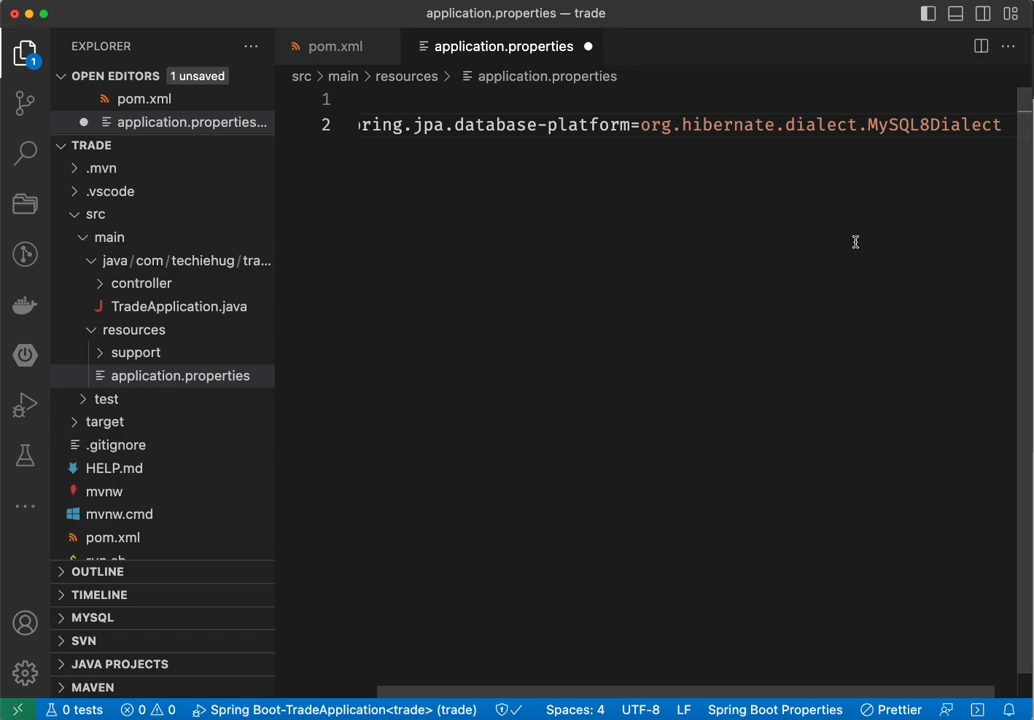 application.properties — trade
EXPLORER
pom.xml
application.properties
OPEN EDITORS 1 unsaved
src > main > resources > application.properties
pom.xml
application.properties...
1
2 pring.jpa.database-platform=org.hibernate.dialect.MySQL8Dialect
TRADE
.mvn
.vscode
src
main
java/com/techiehug/tra...
controller
J TradeApplication.java
resources
support
application.properties
test
target
.gitignore
HELP.md
mvnw
mvnw.cmd
pom.xml
OUTLINE
TIMELINE
MYSQL
SVN
JAVA PROJECTS
MAVEN
1
0 tests
0 0
Spring Boot-TradeApplication<trade> (trade)
Spaces: 4
UTF-8
LF
Spring Boot Properties
Prettier